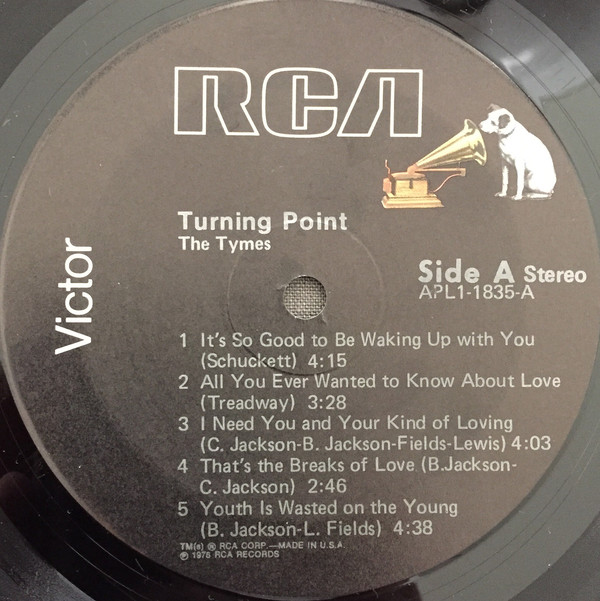 RCA
Victor
Turning Point
The Tymes
Side A Stereo
APL1-1835-A
1 It's So Good to Be Waking Up with You
(Schuckett) 4:15
2 All You Ever Wanted to Know About Love
(Treadway) 3:28
3 I Need You and Your Kind of Loving
(C. Jackson-B. Jackson-Fields-Lewis) 4:03
4 That's the Breaks of Love (B.Jackson-
C. Jackson) 2:46
5 Youth Is Wasted on the Young
(B. Jackson-L. Fields) 4:38
TM(s) ® RCA CORP.—MADE IN U.S.A.
℗ 1976 RCA RECORDS